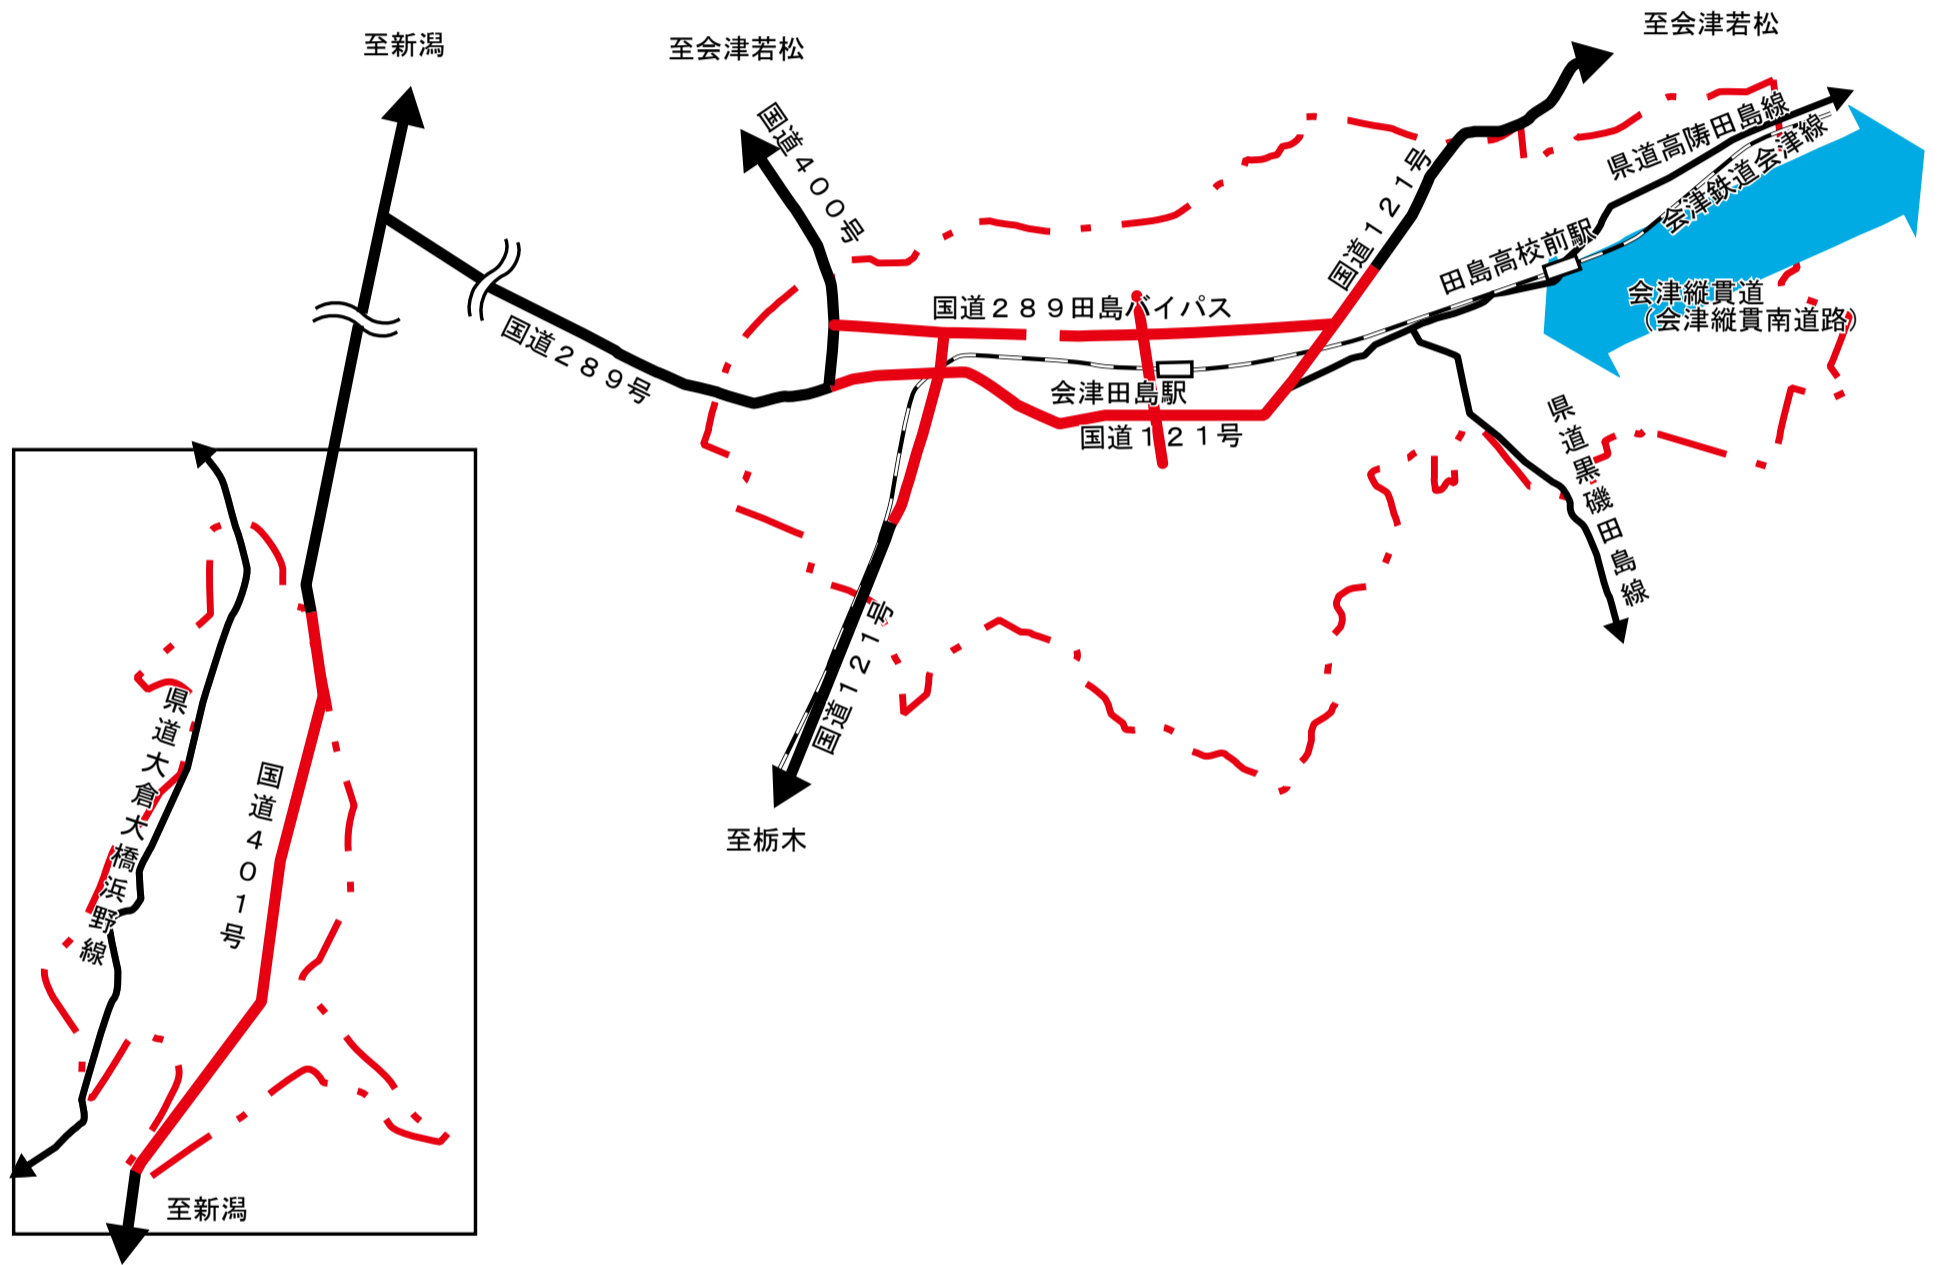 至新潟
至会津若松
至会津若松
国道４００号
国道１２１号
県道高陦田島線
会津鉄道会津線
田島高校前駅
国道２８９田島バイパス
会津縦貫道
（会津縦貫南道路）
国道２８９号
会津田島駅
国道１２１号
県道黒磯田島線
国道１２１号
至栃木
県道大倉大橋浜野線
国道４０１号
至新潟